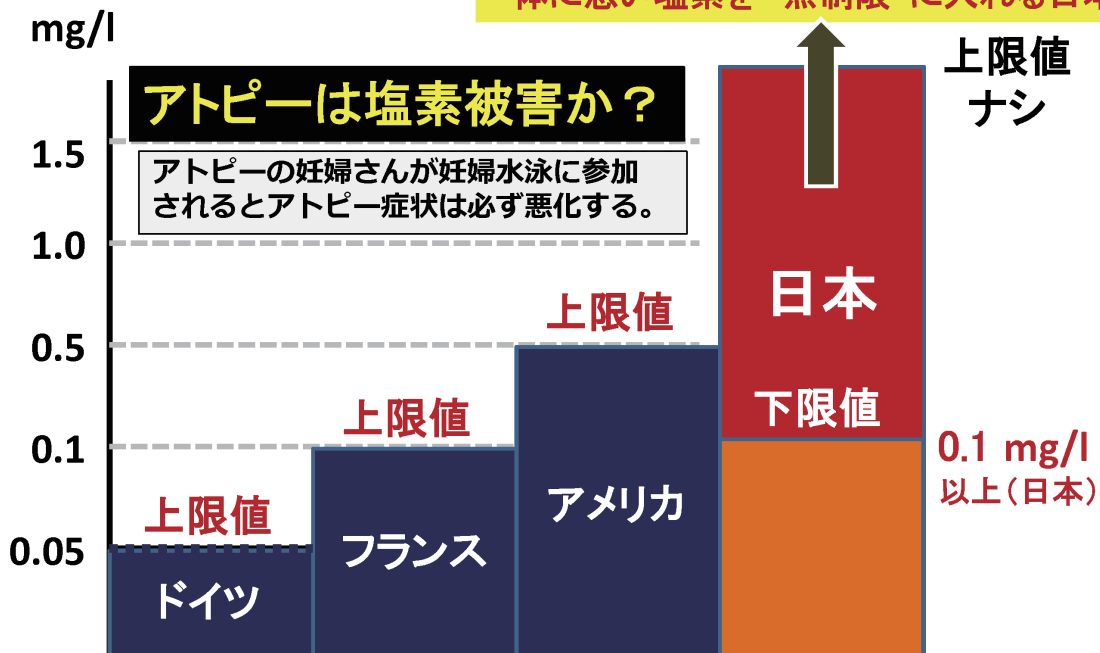 mg/l
上限値
ナシ
アトピーは塩素被害か？
1.5
アトピーの妊婦さんが妊婦水泳に参加
されるとアトピー症状は必ず悪化する。
1.0
日本
上限値
0.5
下限値
上限値
0.1
0.1 mg/l
以上（日本）
アメリカ
上限値
フランス
0.05
ドイツ